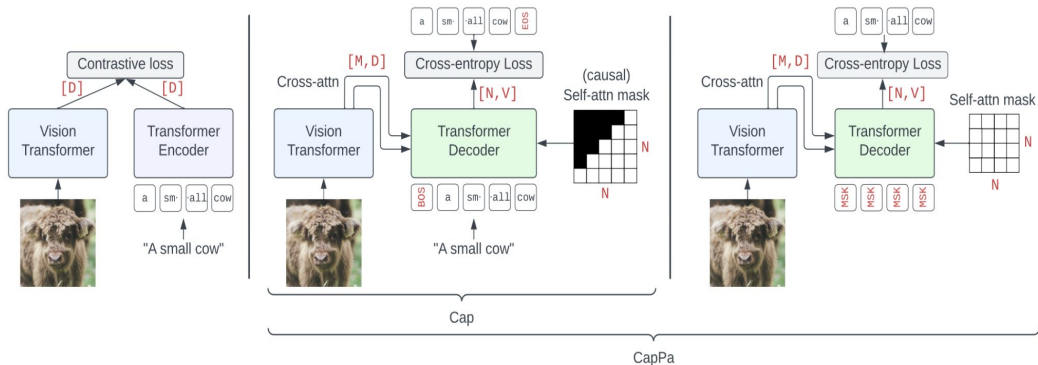 Contrastive loss
[D] [D]
Vision Transformer
Transformer Encoder
a sm· ·all cow
"A small cow"
a sm· ·all cow EOS
Cross-entropy Loss
[M,D]
Cross-attn
[N,V]
(causal)
Self-attn mask
Vision Transformer
Transformer Decoder
N
N
BOS a sm· ·all cow
"A small cow"
Cap
a sm· ·all cow
Cross-entropy Loss
[M,D]
Cross-attn
[N,V]
Self-attn mask
Vision Transformer
Transformer Decoder
N
N
MSK MSK MSK MSK
CapPa